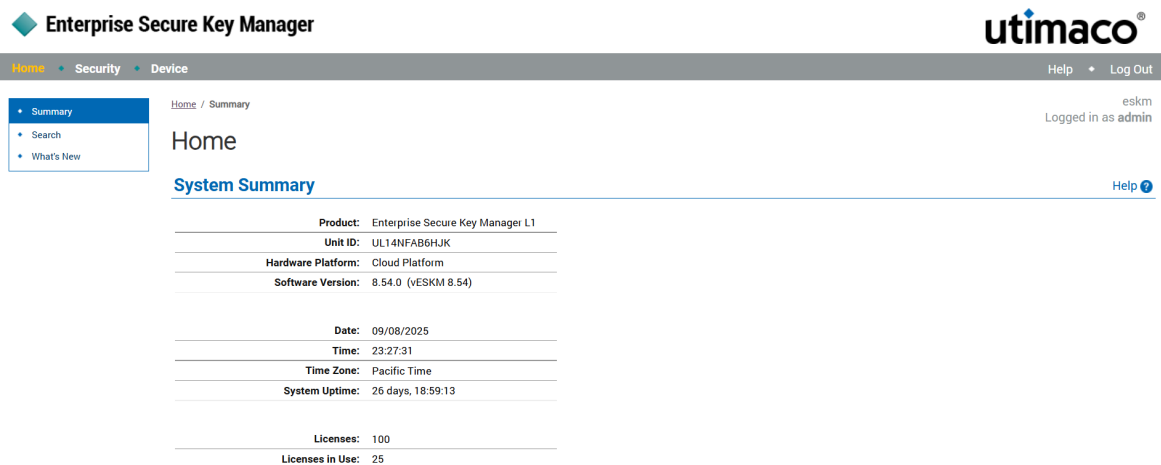 Enterprise Secure Key Manager
utimaco®
Home Security Device Help Log Out
Summary
Search
What's New
Home / Summary
eskm
Logged in as admin
Home
System Summary Help ?
Product: Enterprise Secure Key Manager L1
Unit ID: UL14NFAB6HJK
Hardware Platform: Cloud Platform
Software Version: 8.54.0 (vESKM 8.54)
Date: 09/08/2025
Time: 23:27:31
Time Zone: Pacific Time
System Uptime: 26 days, 18:59:13
Licenses: 100
Licenses in Use: 25